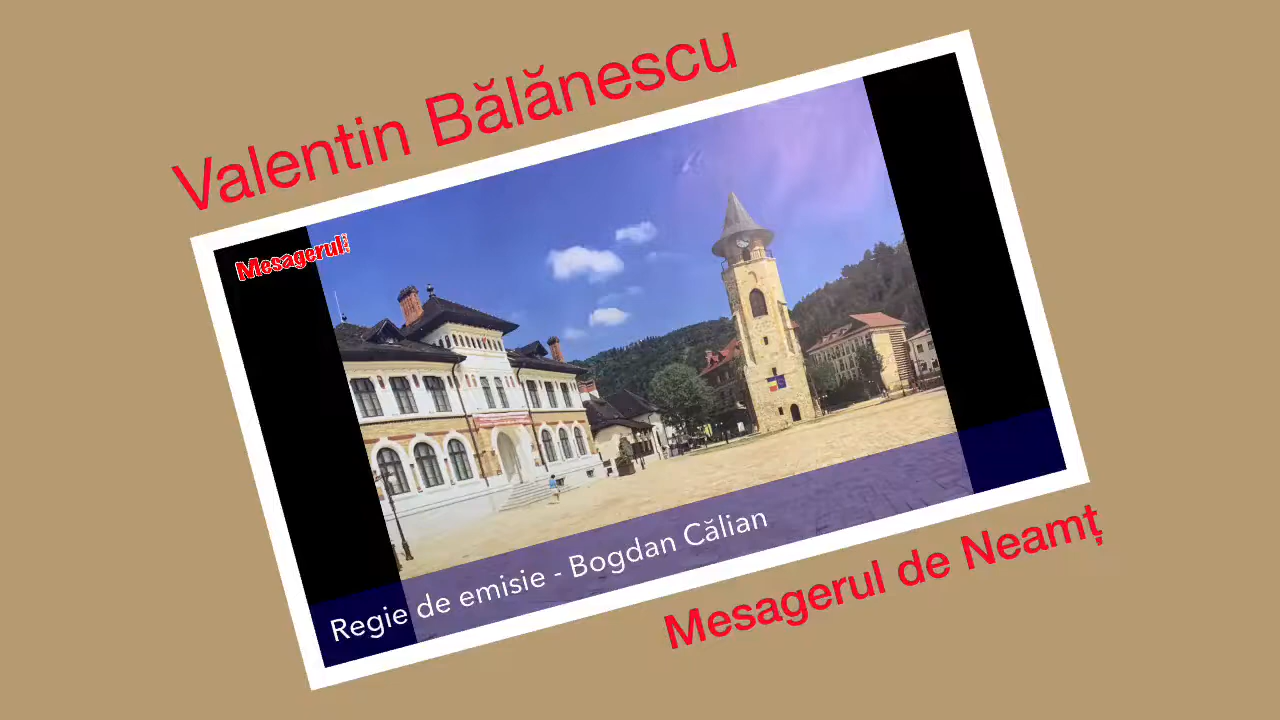 Valentin Bălănescu
Mesagerul
Regie de emisie - Bogdan Călian
Mesagerul de Neamț